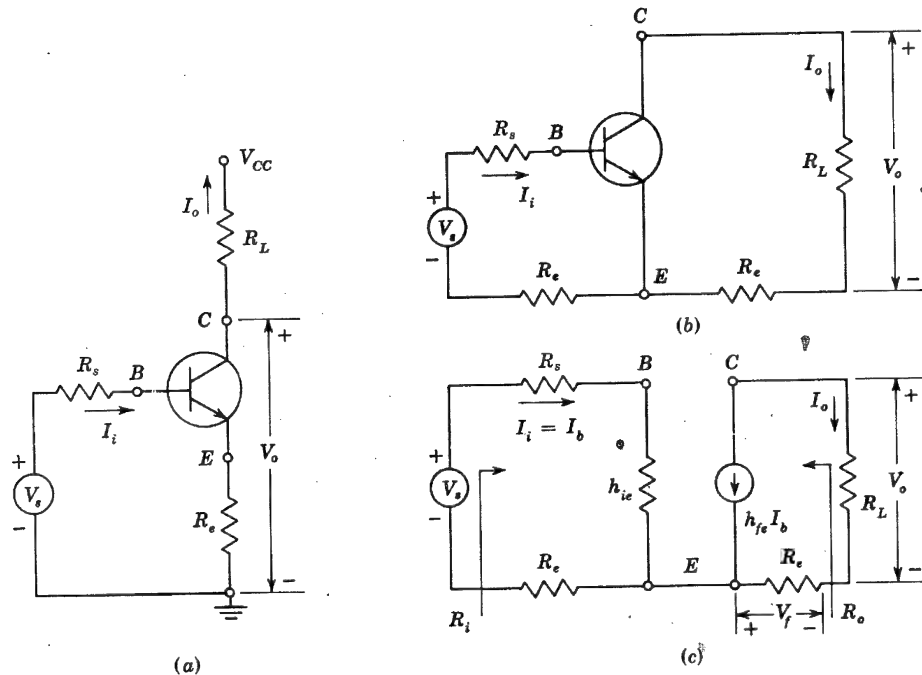 V_CC
I_o
R_L
C
+
R_s
B
I_i
V_o
E
+
V_s
−
R_e
−
(a)
C
+
I_o
R_s
B
R_L
V_o
I_i
+
V_s
−
R_e
E
R_e
−
(b)
R_s
B
C
+
I_i = I_b
I_o
+
V_s
−
h_ie
h_fe I_b
R_L
V_o
R_e
E
R_e
−
R_i
+
V_f
−
R_o
(c)